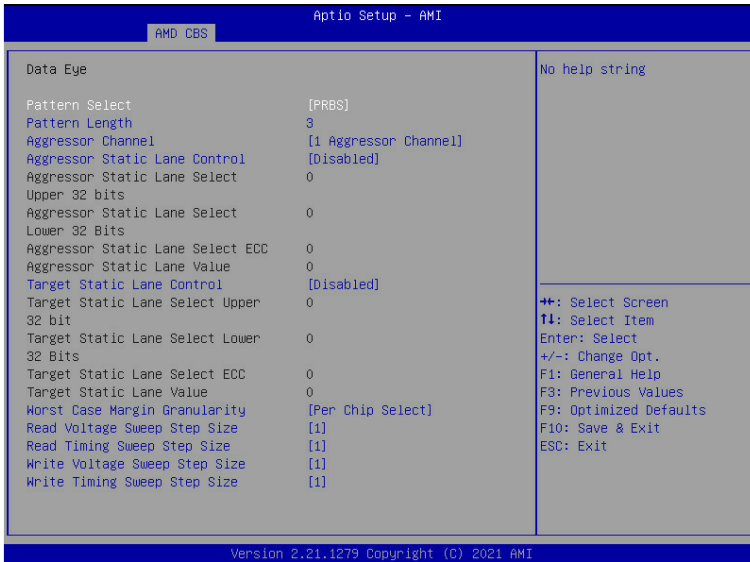 Aptio Setup – AMI
AMD CBS
Data Eye
Pattern Select [PRBS]
Pattern Length 3
Aggressor Channel [1 Aggressor Channel]
Aggressor Static Lane Control [Disabled]
Aggressor Static Lane Select 0
Upper 32 bits
Aggressor Static Lane Select 0
Lower 32 Bits
Aggressor Static Lane Select ECC 0
Aggressor Static Lane Value 0
Target Static Lane Control [Disabled]
Target Static Lane Select Upper 0
32 bit
Target Static Lane Select Lower 0
32 Bits
Target Static Lane Select ECC 0
Target Static Lane Value 0
Worst Case Margin Granularity [Per Chip Select]
Read Voltage Sweep Step Size [1]
Read Timing Sweep Step Size [1]
Write Voltage Sweep Step Size [1]
Write Timing Sweep Step Size [1]
No help string
→←: Select Screen
↑↓: Select Item
Enter: Select
+/-: Change Opt.
F1: General Help
F3: Previous Values
F9: Optimized Defaults
F10: Save & Exit
ESC: Exit
Version 2.21.1279 Copyright (C) 2021 AMI